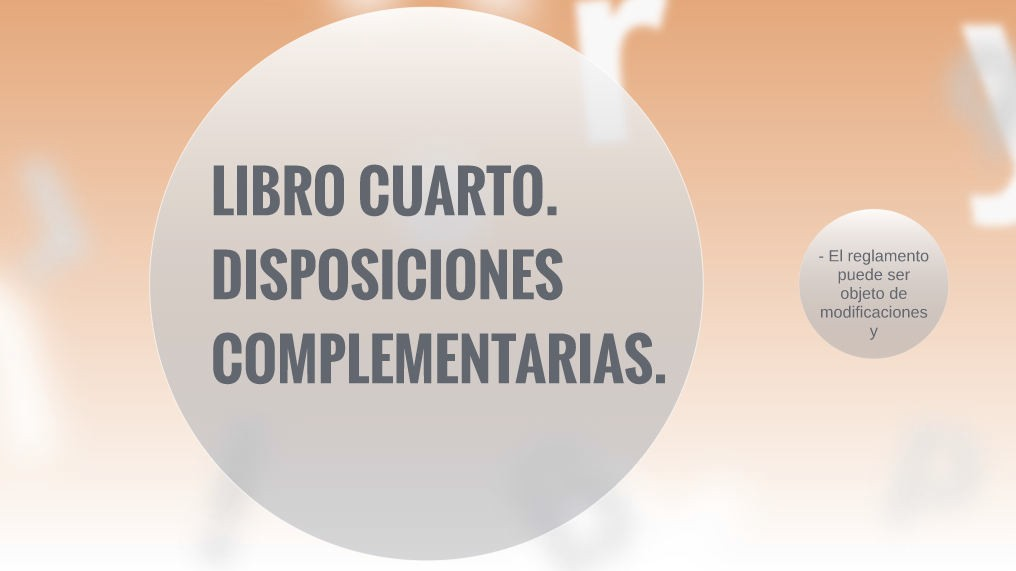 LIBRO CUARTO.
DISPOSICIONES
COMPLEMENTARIAS.
- El reglamento
puede ser
objeto de
modificaciones
y